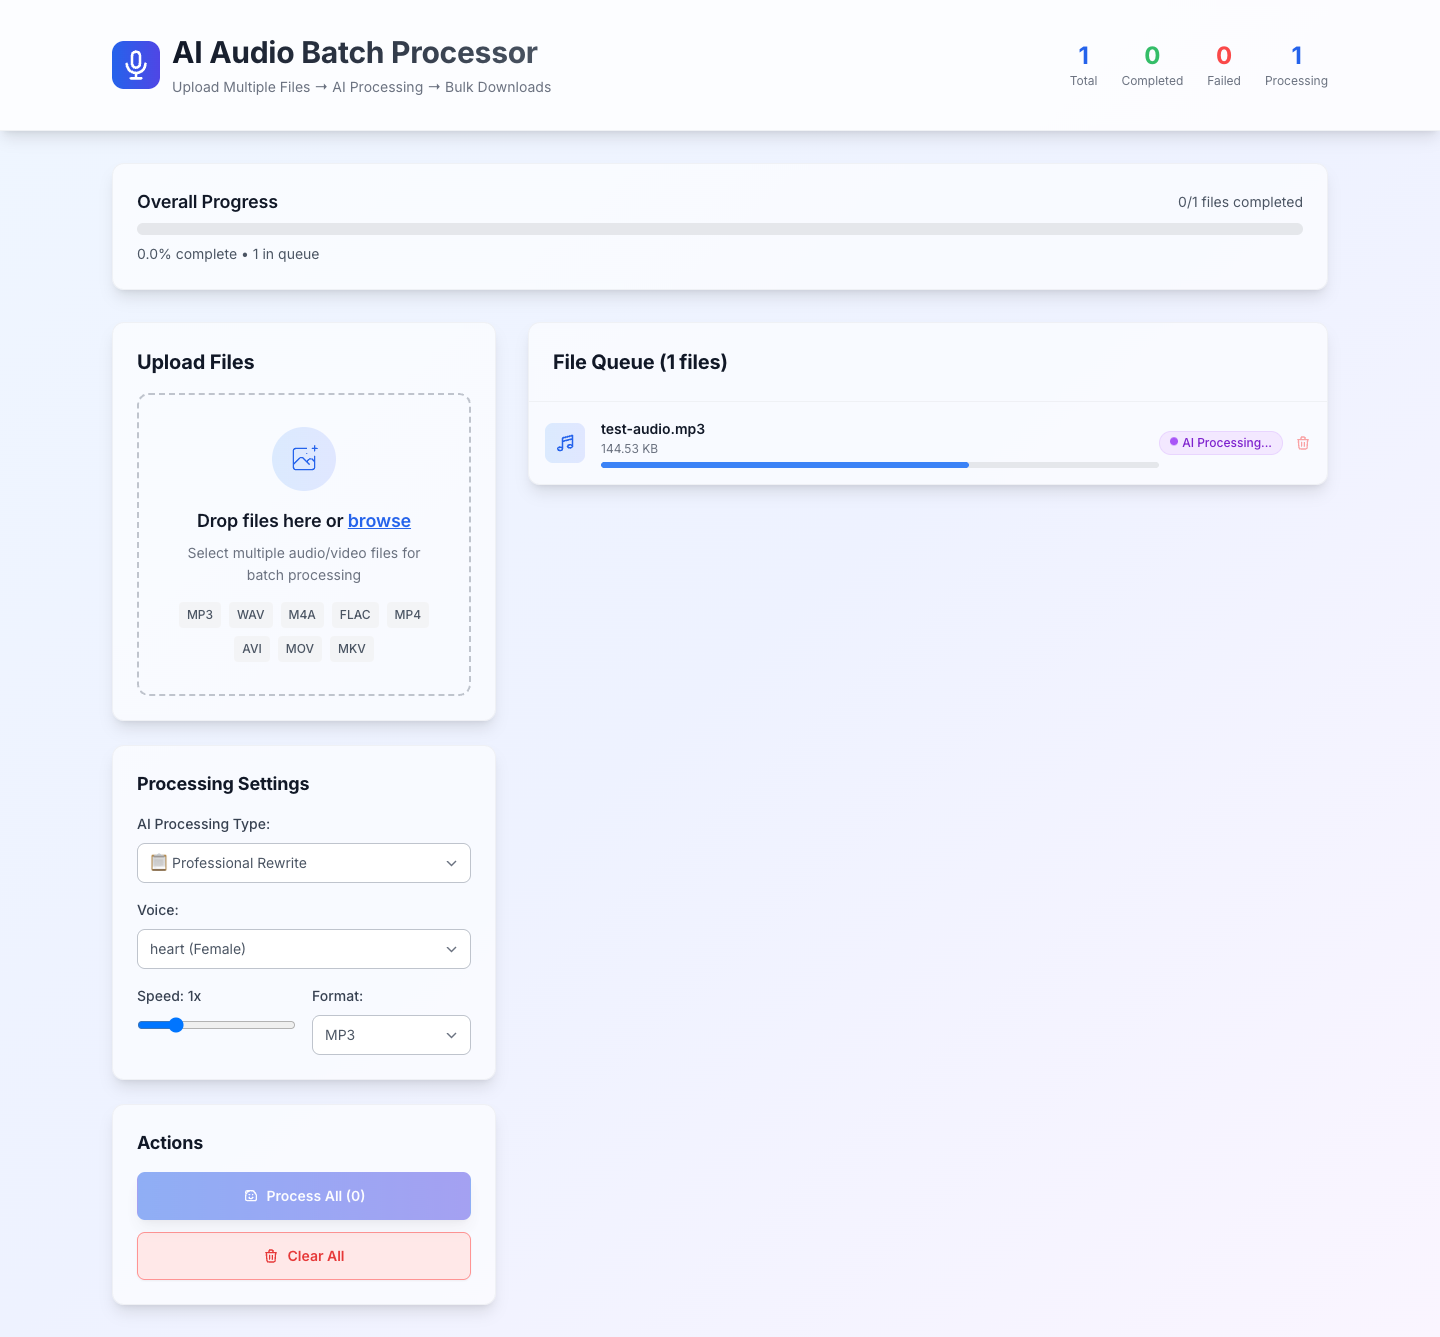 AI Audio Batch Processor
Upload Multiple Files → AI Processing → Bulk Downloads
1
Total
0
Completed
0
Failed
1
Processing
Overall Progress
0/1 files completed
0.0% complete • 1 in queue
Upload Files
Drop files here or browse
Select multiple audio/video files for
batch processing
MP3 WAV M4A FLAC MP4
AVI MOV MKV
File Queue (1 files)
test-audio.mp3
144.53 KB
AI Processing...
Processing Settings
AI Processing Type:
Professional Rewrite
Voice:
heart (Female)
Speed: 1x
Format:
MP3
Actions
Process All (0)
Clear All